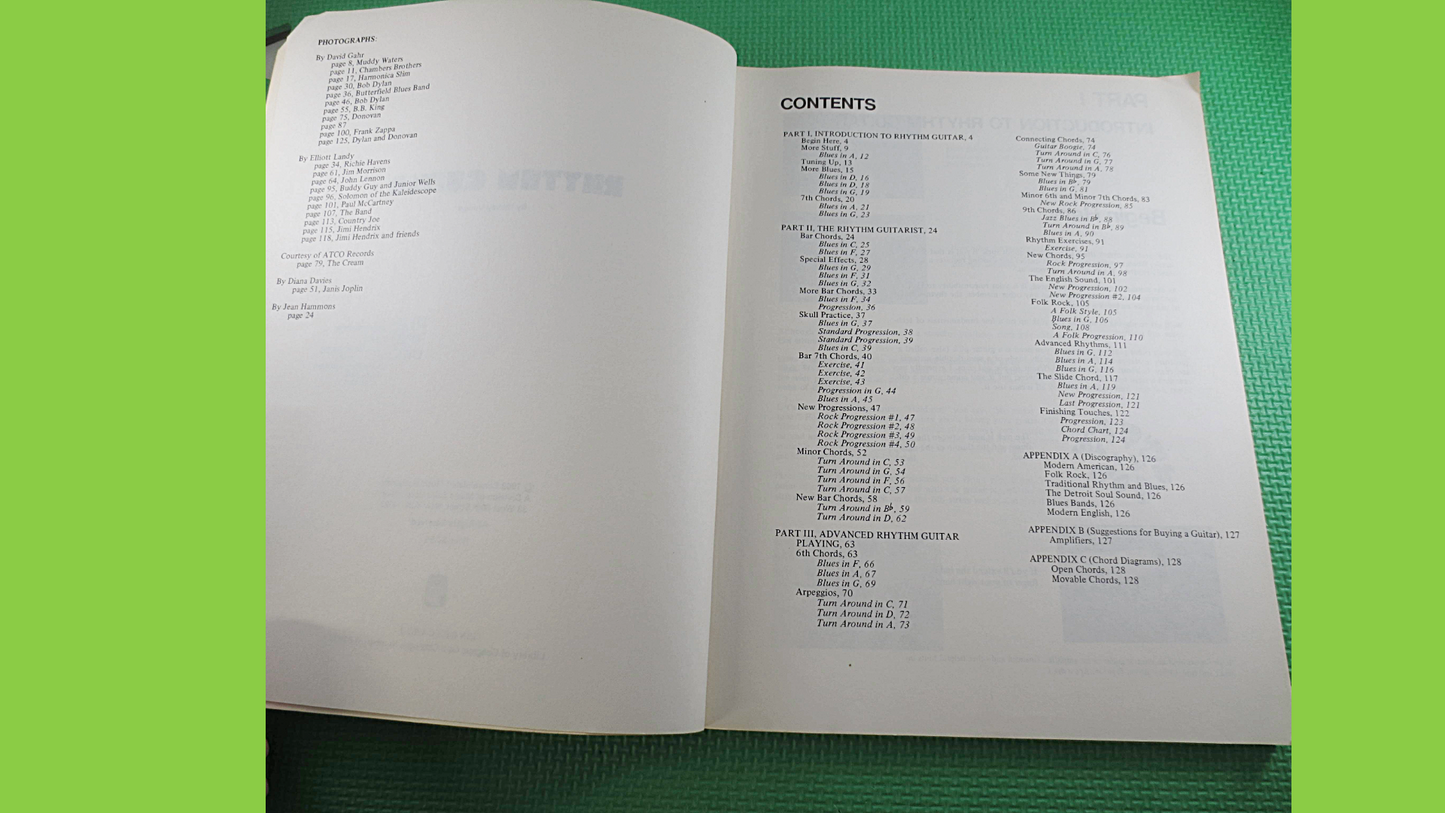 PHOTOGRAPHS:
By David Gahr
page 8, Muddy Waters
page 11, Chambers Brothers
page 17, Harmonica Slim
page 30, Bob Dylan
page 36, Butterfield Blues Band
page 46, Bob Dylan
page 55, B.B. King
page 75, Donovan
page 87
page 100, Frank Zappa
page 125, Dylan and Donovan
By Elliott Landy
page 34, Richie Havens
page 61, Jim Morrison
page 64, John Lennon
page 95, Buddy Guy and Junior Wells
page 96, Solomon of the Kaleidescope
page 101, Paul McCartney
page 107, The Band
page 113, Country Joe
page 115, Jimi Hendrix
page 118, Jimi Hendrix and friends
Courtesy of ATCO Records
page 79, The Cream
By Diana Davies
page 51, Janis Joplin
By Jean Hammons
page 24
CONTENTS
PART I, INTRODUCTION TO RHYTHM GUITAR, 4
Begin Here, 4
More Stuff, 9
Blues in A, 12
Tuning Up, 13
More Blues, 15
Blues in D, 16
Blues in D, 18
Blues in G, 19
7th Chords, 20
Blues in A, 21
Blues in G, 23
PART II, THE RHYTHM GUITARIST, 24
Bar Chords, 24
Blues in C, 25
Blues in F, 27
Special Effects, 28
Blues in G, 29
Blues in F, 31
Blues in G, 32
More Bar Chords, 33
Blues in F, 34
Progression, 36
Skull Practice, 37
Blues in G, 37
Standard Progression, 38
Standard Progression, 39
Blues in C, 39
Bar 7th Chords, 40
Exercise, 41
Exercise, 42
Exercise, 43
Progression in G, 44
Blues in A, 45
New Progressions, 47
Rock Progression #1, 47
Rock Progression #2, 48
Rock Progression #3, 49
Rock Progression #4, 50
Minor Chords, 52
Turn Around in C, 53
Turn Around in G, 54
Turn Around in F, 56
Turn Around in C, 57
New Bar Chords, 58
Turn Around in B♭, 59
Turn Around in D, 62
PART III, ADVANCED RHYTHM GUITAR
PLAYING, 63
6th Chords, 63
Blues in F, 66
Blues in A, 67
Blues in G, 69
Arpeggios, 70
Turn Around in C, 71
Turn Around in D, 72
Turn Around in A, 73
Connecting Chords, 74
Guitar Boogie, 74
Turn Around in C, 76
Turn Around in G, 77
Turn Around in A, 78
Some New Things, 79
Blues in B♭, 79
Blues in G, 81
Minor 6th and Minor 7th Chords, 83
New Rock Progression, 85
9th Chords, 86
Jazz Blues in B♭, 88
Turn Around in B♭, 89
Blues in A, 90
Rhythm Exercises, 91
Exercise, 91
New Chords, 95
Rock Progression, 97
Turn Around in A, 98
The English Sound, 101
New Progression, 102
New Progression #2, 104
Folk Rock, 105
A Folk Style, 105
Blues in G, 106
Song, 108
A Folk Progression, 110
Advanced Rhythms, 111
Blues in G, 112
Blues in A, 114
Blues in G, 116
The Slide Chord, 117
Blues in A, 119
New Progression, 121
Last Progression, 121
Finishing Touches, 122
Progression, 123
Chord Chart, 124
Progression, 124
APPENDIX A (Discography), 126
Modern American, 126
Folk Rock, 126
Traditional Rhythm and Blues, 126
The Detroit Soul Sound, 126
Blues Bands, 126
Modern English, 126
APPENDIX B (Suggestions for Buying a Guitar), 127
Amplifiers, 127
APPENDIX C (Chord Diagrams), 128
Open Chords, 128
Movable Chords, 128